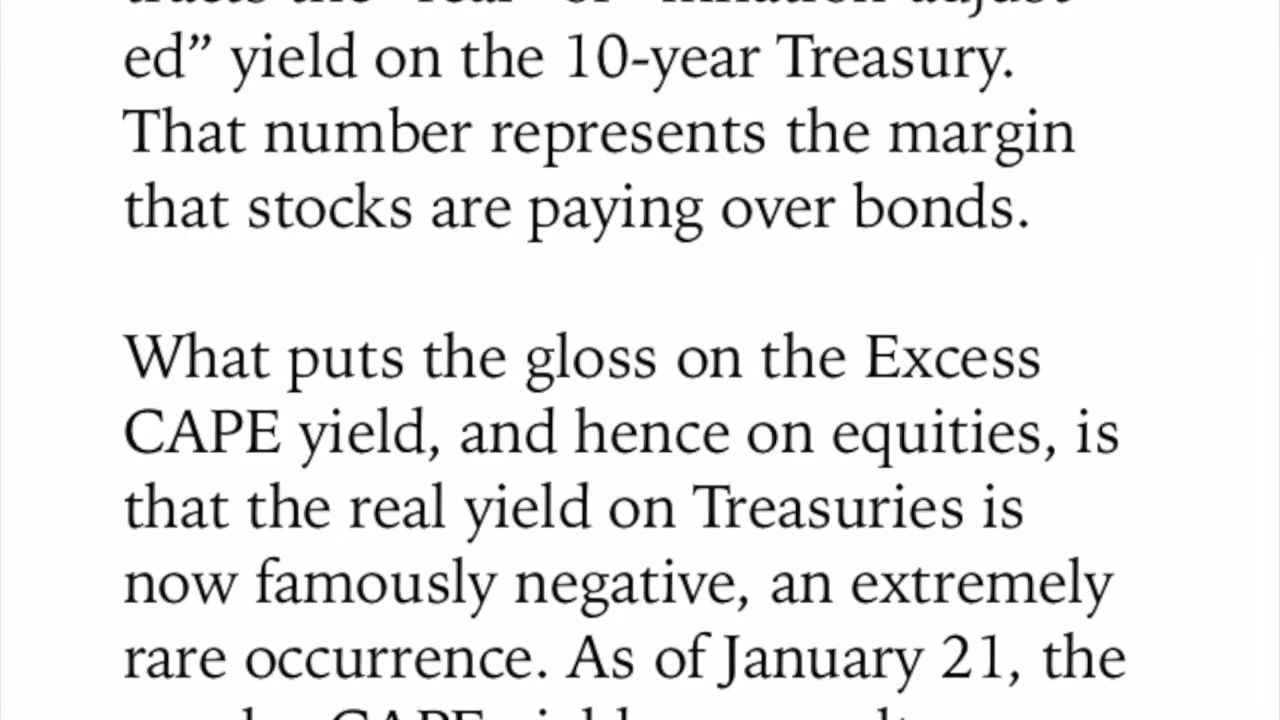 ed” yield on the 10-year Treasury.
That number represents the margin
that stocks are paying over bonds.
What puts the gloss on the Excess
CAPE yield, and hence on equities, is
that the real yield on Treasuries is
now famously negative, an extremely
rare occurrence. As of January 21, the